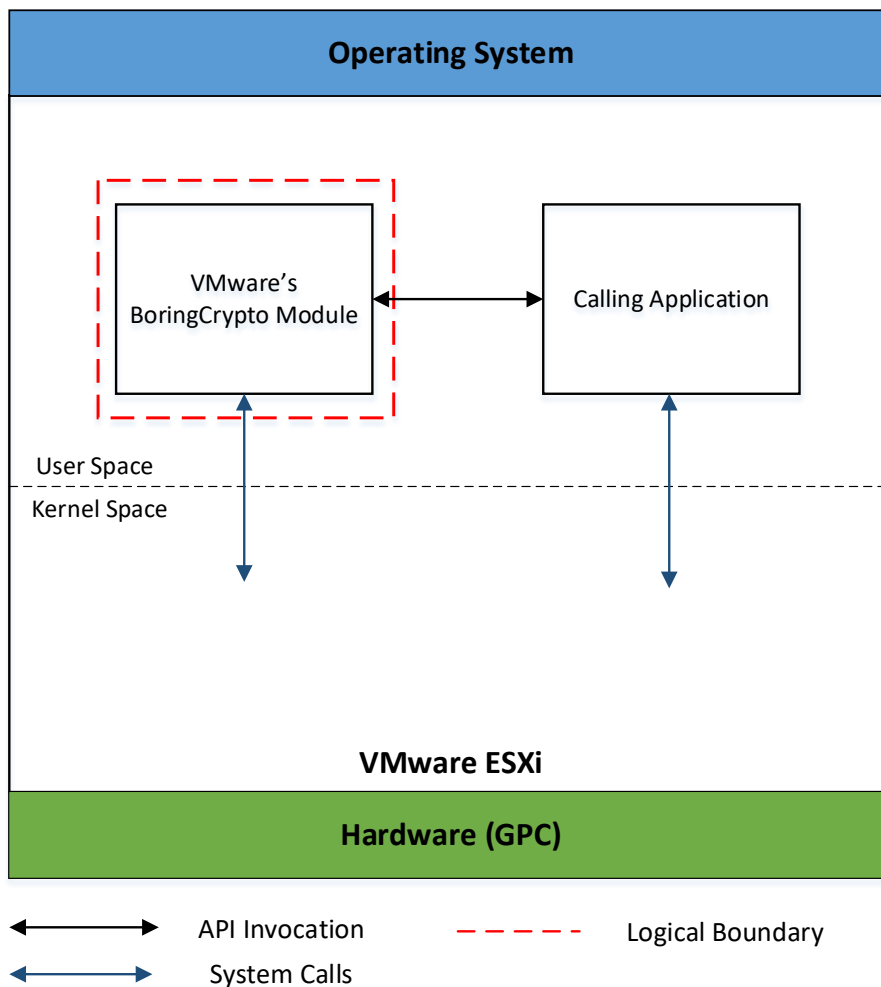 Operating System
VMware's
BoringCrypto Module
Calling Application
User Space
Kernel Space
VMware ESXi
Hardware (GPC)
API Invocation
Logical Boundary
System Calls